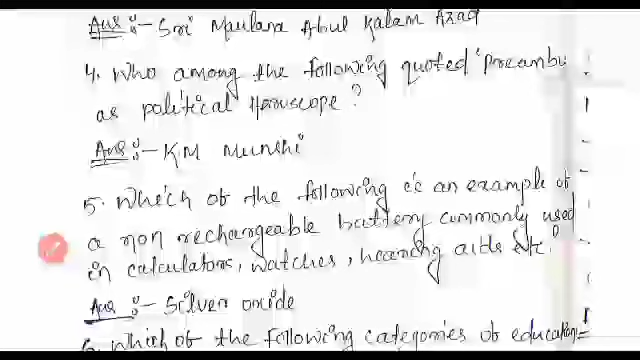 Ans :- Sri Maulana Abul Kalam Azad
4. Who among the following quoted 'Preambu
as political Horoscope?
Ans :- K.M Munshi
5. Which of the following is an example of
a non rechargeable battery commonly used
in calculators, watches, hearing aids etc?
Ans :- Silver oxide
6. Which of the following categories of education